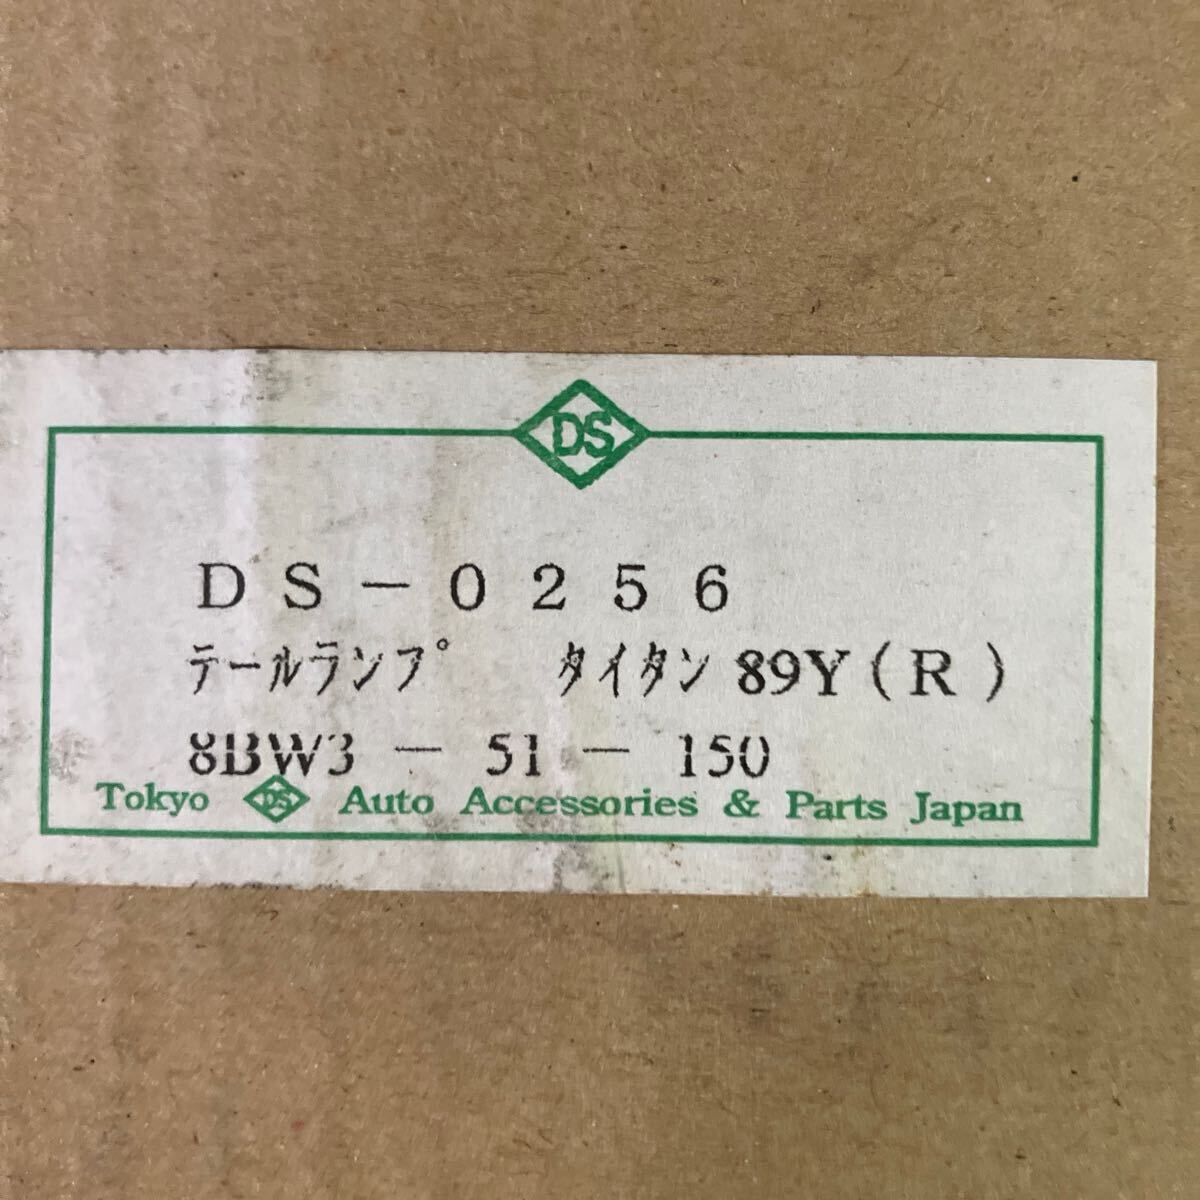 DS
DS-0256
テールランプ タイタン 89Y(R)
8BW3-51-150
Tokyo DS Auto Accessories & Parts Japan